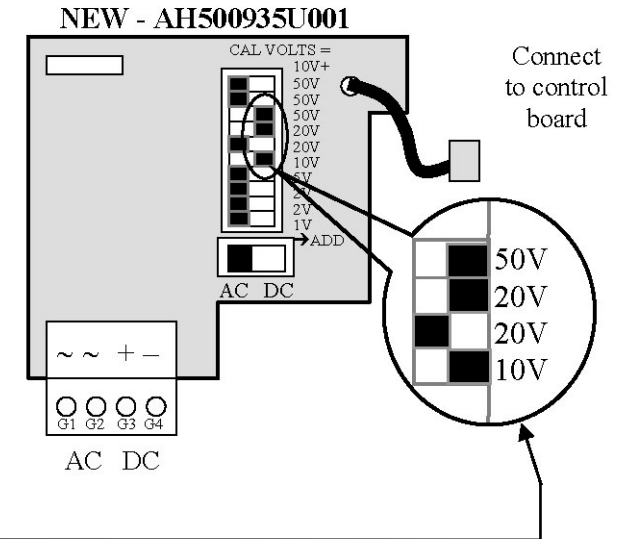 NEW - AH500935U001
CAL VOLTS =
10V+
50V
50V
50V
20V
20V
10V
5V
2V
2V
1V
ADD
AC DC
Connect
to control
board
50V
20V
20V
10V
~ ~ + –
G1 G2 G3 G4
AC DC